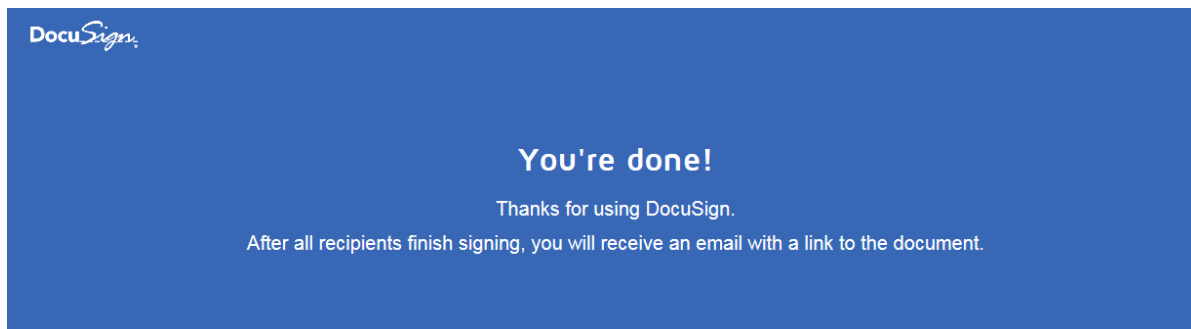 DocuSign
You're done!
Thanks for using DocuSign.
After all recipients finish signing, you will receive an email with a link to the document.